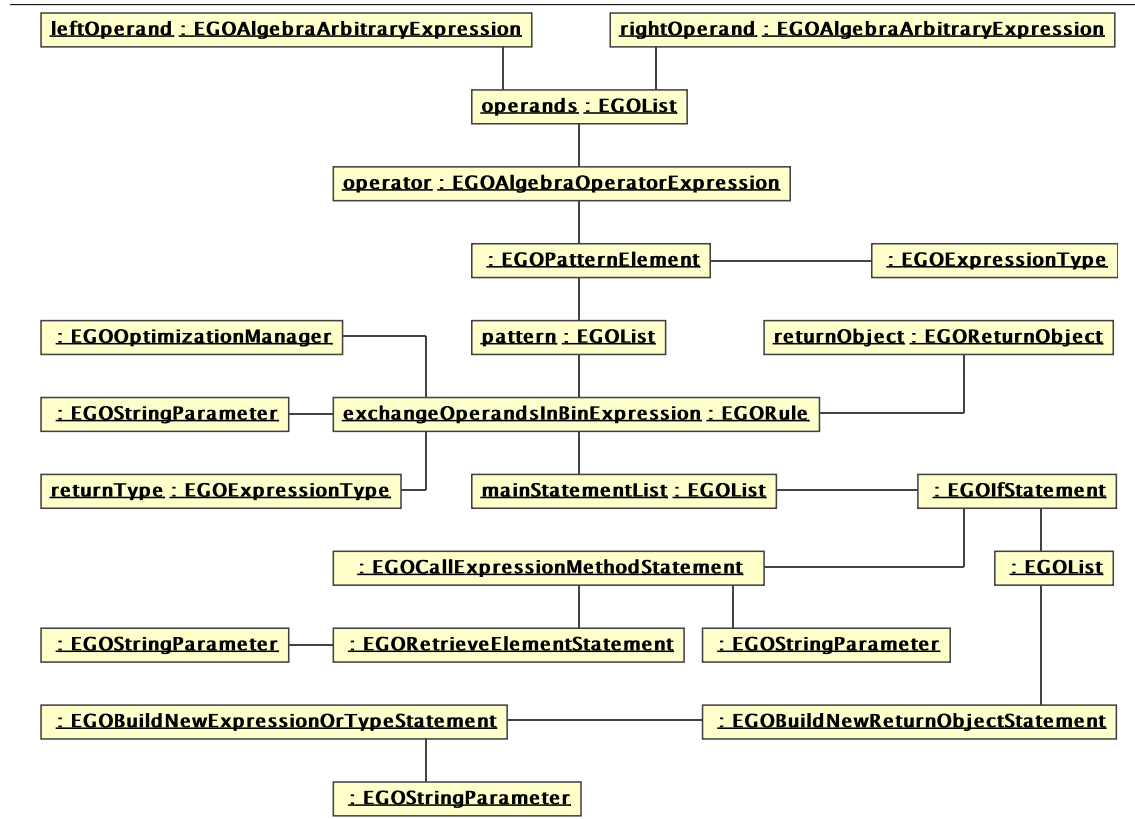 leftOperand : EGOAlgebraArbitraryExpression
rightOperand : EGOAlgebraArbitraryExpression
operands : EGOList
operator : EGOAlgebraOperatorExpression
: EGOPatternElement
: EGOExpressionType
: EGOOptimizationManager
pattern : EGOList
returnObject : EGOReturnObject
: EGOStringParameter
exchangeOperandsInBinExpression : EGORule
returnType : EGOExpressionType
mainStatementList : EGOList
: EGOIfStatement
: EGOCallExpressionMethodStatement
: EGOList
: EGOStringParameter
: EGORetrieveElementStatement
: EGOStringParameter
: EGOBuildNewExpressionOrTypeStatement
: EGOBuildNewReturnObjectStatement
: EGOStringParameter